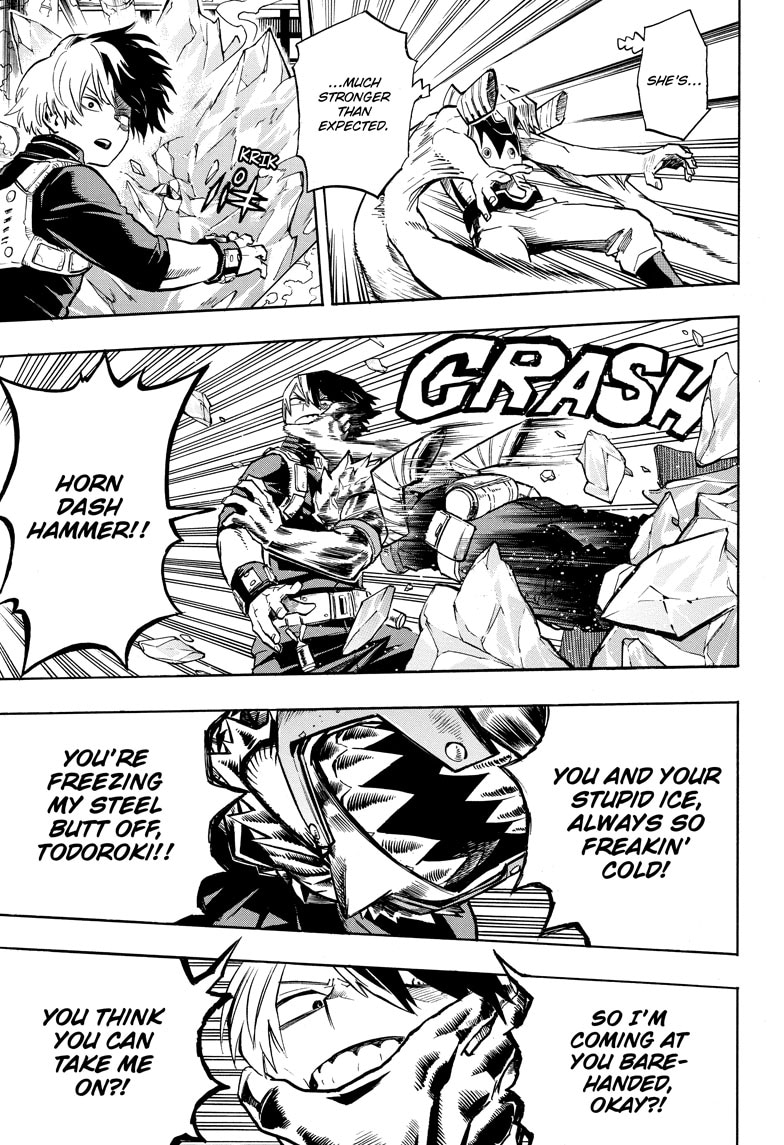 SHE'S...
...MUCH
STRONGER
THAN
EXPECTED.
KRIK
CRASH
HORN
DASH
HAMMER!!
YOU AND YOUR
STUPID ICE,
ALWAYS SO
FREAKIN'
COLD!
YOU'RE
FREEZING
MY STEEL
BUTT OFF,
TODOROKI!!
SO I'M
COMING AT
YOU BARE-
HANDED,
OKAY?!
YOU THINK
YOU CAN
TAKE ME
ON?!